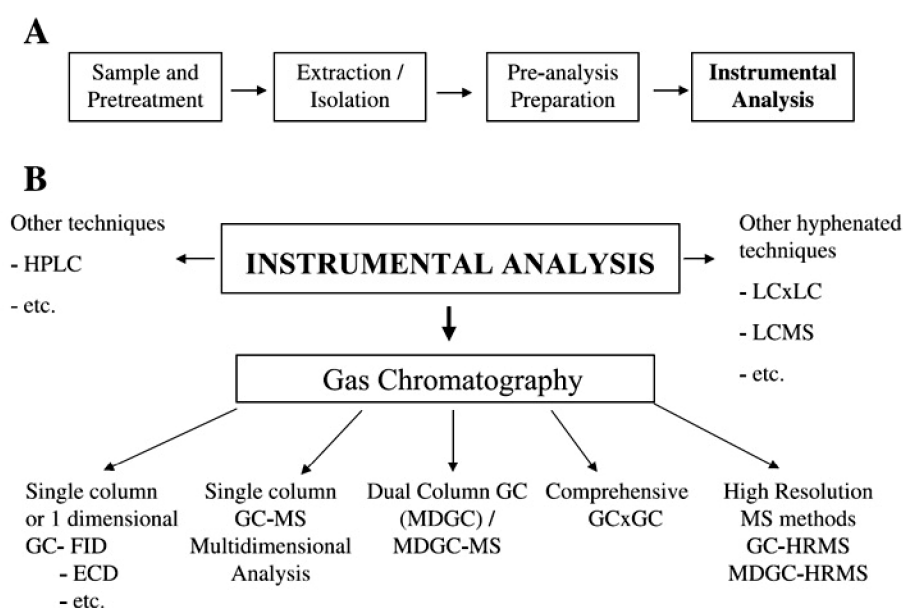 A
Sample and
Pretreatment
Extraction /
Isolation
Pre-analysis
Preparation
Instrumental
Analysis
B
Other techniques
- HPLC
- etc.
INSTRUMENTAL ANALYSIS
Other hyphenated
techniques
- LCxLC
- LCMS
- etc.
Gas Chromatography
Single column
or 1 dimensional
GC- FID
- ECD
- etc.
Single column
GC-MS
Multidimensional
Analysis
Dual Column GC
(MDGC) /
MDGC-MS
Comprehensive
GCxGC
High Resolution
MS methods
GC-HRMS
MDGC-HRMS